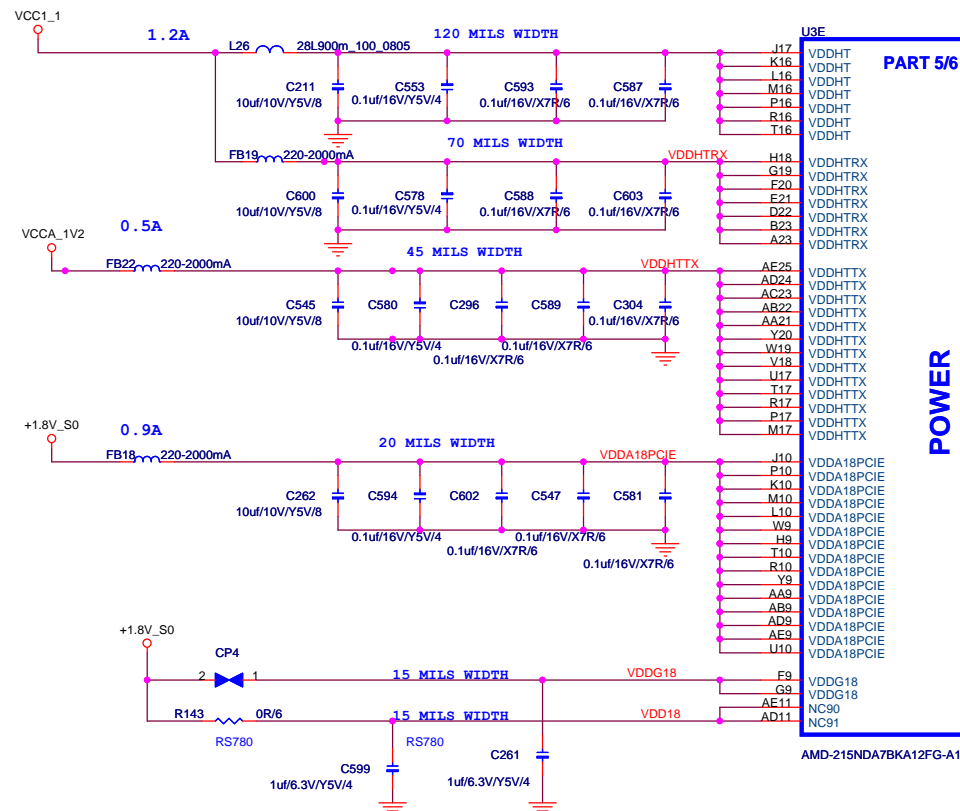 VCC1_1
1.2A
L26 28L900m_100_0805
120 MILS WIDTH
C211
10uf/10V/Y5V/8
C553
0.1uf/16V/Y5V/4
C593
0.1uf/16V/X7R/6
C587
0.1uf/16V/X7R/6
70 MILS WIDTH
FB19 220-2000mA
VDDHTRX
C600
10uf/10V/Y5V/8
C578
0.1uf/16V/Y5V/4
C588
0.1uf/16V/X7R/6
C603
0.1uf/16V/X7R/6
0.5A
VCCA_1V2
45 MILS WIDTH
FB22 220-2000mA
VDDHTTX
C545
10uf/10V/Y5V/8
C580
0.1uf/16V/Y5V/4
C296
0.1uf/16V/X7R/6
C589
0.1uf/16V/X7R/6
C304
0.1uf/16V/X7R/6
+1.8V_S0
0.9A
20 MILS WIDTH
FB18 220-2000mA
VDDA18PCIE
C262
10uf/10V/Y5V/8
C594
0.1uf/16V/Y5V/4
C602
0.1uf/16V/X7R/6
C547
0.1uf/16V/X7R/6
C581
0.1uf/16V/X7R/6
+1.8V_S0
CP4
2 1
15 MILS WIDTH
VDDG18
R143 0R/6
RS780
15 MILS WIDTH
RS780
VDD18
C599
1uf/6.3V/Y5V/4
C261
1uf/6.3V/Y5V/4
U3E
PART 5/6
J17 VDDHT
K16 VDDHT
L16 VDDHT
M16 VDDHT
P16 VDDHT
R16 VDDHT
T16 VDDHT
H18 VDDHTRX
G19 VDDHTRX
F20 VDDHTRX
E21 VDDHTRX
D22 VDDHTRX
B23 VDDHTRX
A23 VDDHTRX
AE25 VDDHTTX
AD24 VDDHTTX
AC23 VDDHTTX
AB22 VDDHTTX
AA21 VDDHTTX
Y20 VDDHTTX
W19 VDDHTTX
V18 VDDHTTX
U17 VDDHTTX
T17 VDDHTTX
R17 VDDHTTX
P17 VDDHTTX
M17 VDDHTTX
J10 VDDA18PCIE
P10 VDDA18PCIE
K10 VDDA18PCIE
M10 VDDA18PCIE
L10 VDDA18PCIE
W9 VDDA18PCIE
H9 VDDA18PCIE
T10 VDDA18PCIE
R10 VDDA18PCIE
Y9 VDDA18PCIE
AA9 VDDA18PCIE
AB9 VDDA18PCIE
AD9 VDDA18PCIE
AE9 VDDA18PCIE
U10 VDDA18PCIE
F9 VDDG18
G9 VDDG18
AE11 NC90
AD11 NC91
POWER
AMD-215NDA7BKA12FG-A1